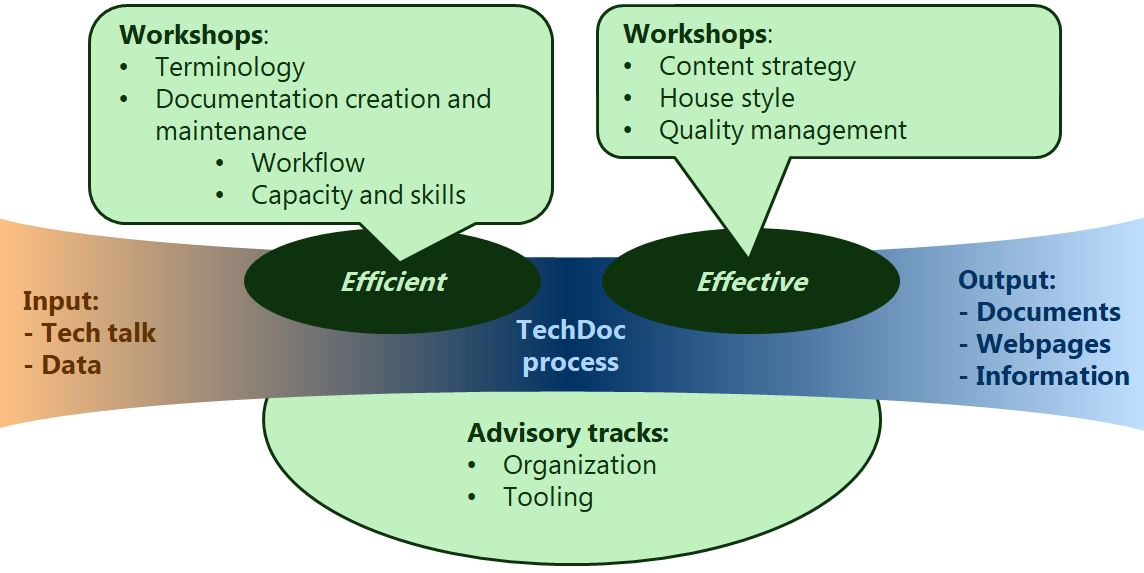 Workshops:
• Terminology
• Documentation creation and
maintenance
• Workflow
• Capacity and skills
Workshops:
• Content strategy
• House style
• Quality management
Efficient
Effective
Input:
- Tech talk
- Data
TechDoc
process
Output:
- Documents
- Webpages
- Information
Advisory tracks:
• Organization
• Tooling